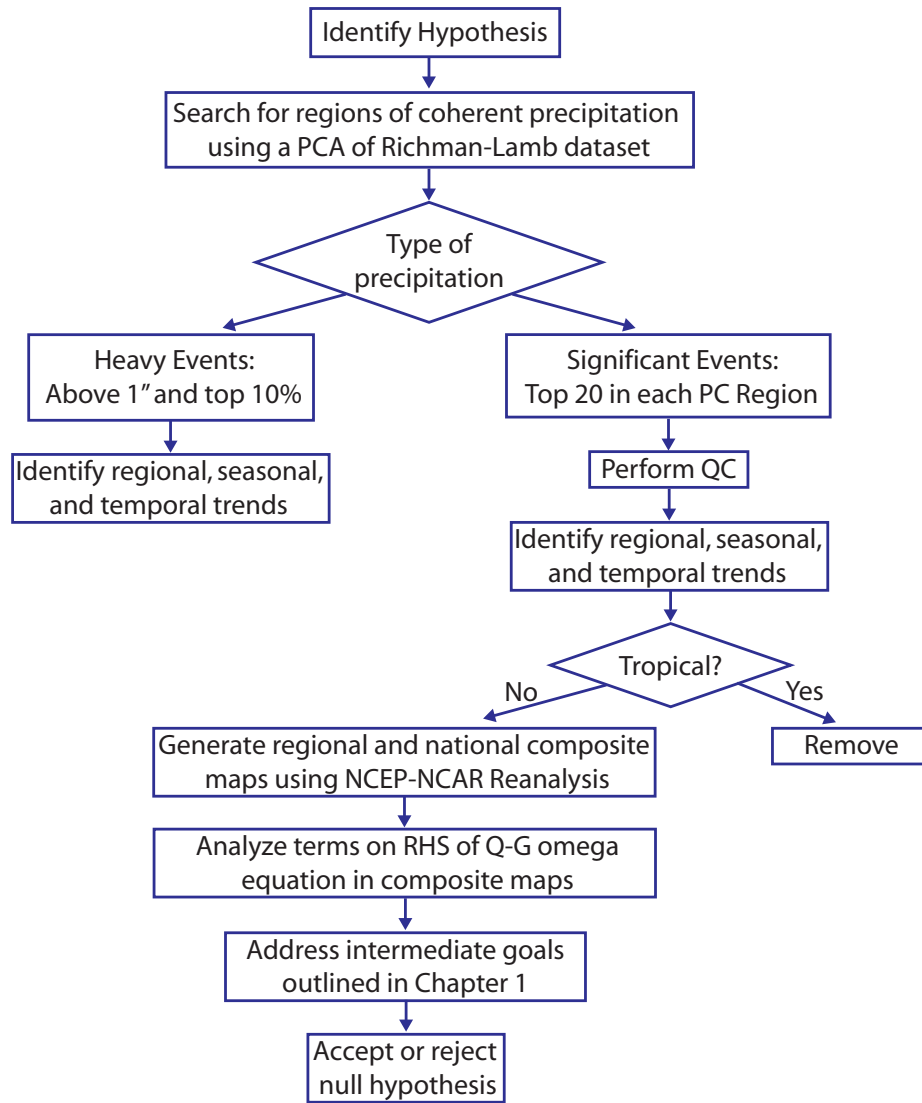 Identify Hypothesis
Search for regions of coherent precipitation
using a PCA of Richman-Lamb dataset
Type of
precipitation
Heavy Events:
Above 1” and top 10%
Identify regional, seasonal,
and temporal trends
Significant Events:
Top 20 in each PC Region
Perform QC
Identify regional, seasonal,
and temporal trends
Tropical?
No
Yes
Remove
Generate regional and national composite
maps using NCEP-NCAR Reanalysis
Analyze terms on RHS of Q-G omega
equation in composite maps
Address intermediate goals
outlined in Chapter 1
Accept or reject
null hypothesis